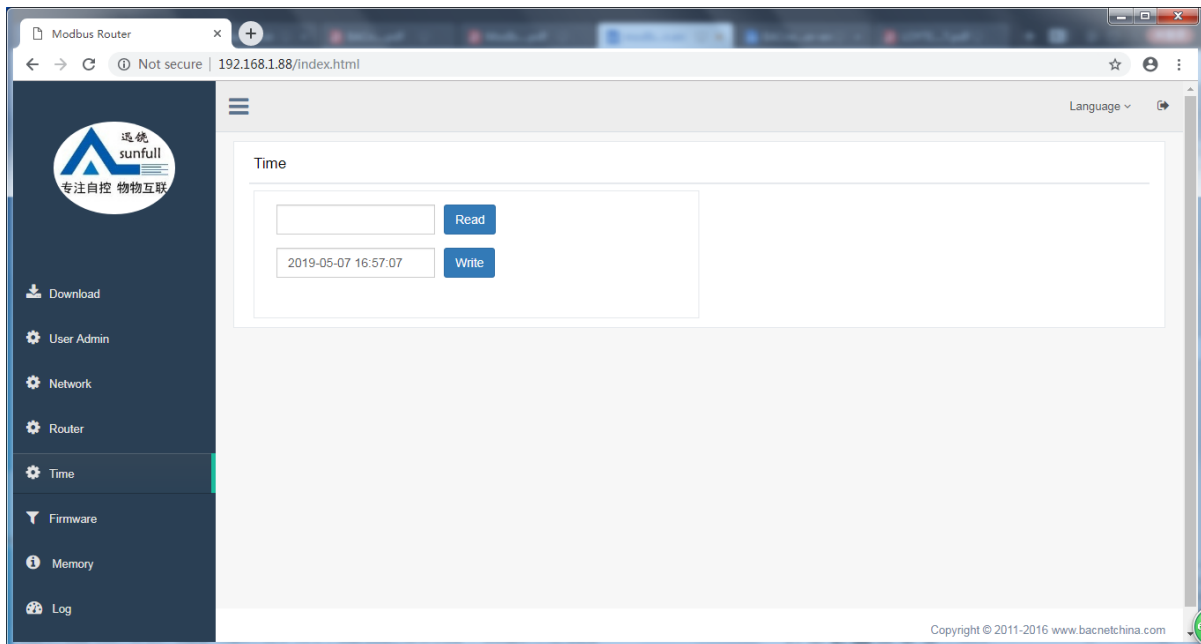 Modbus Router
Not secure | 192.168.1.88/index.html
Language
迅饶
sunfull
专注自控 物物互联
Time
Read
2019-05-07 16:57:07
Write
Download
User Admin
Network
Router
Time
Firmware
Memory
Log
Copyright © 2011-2016 www.bacnetchina.com